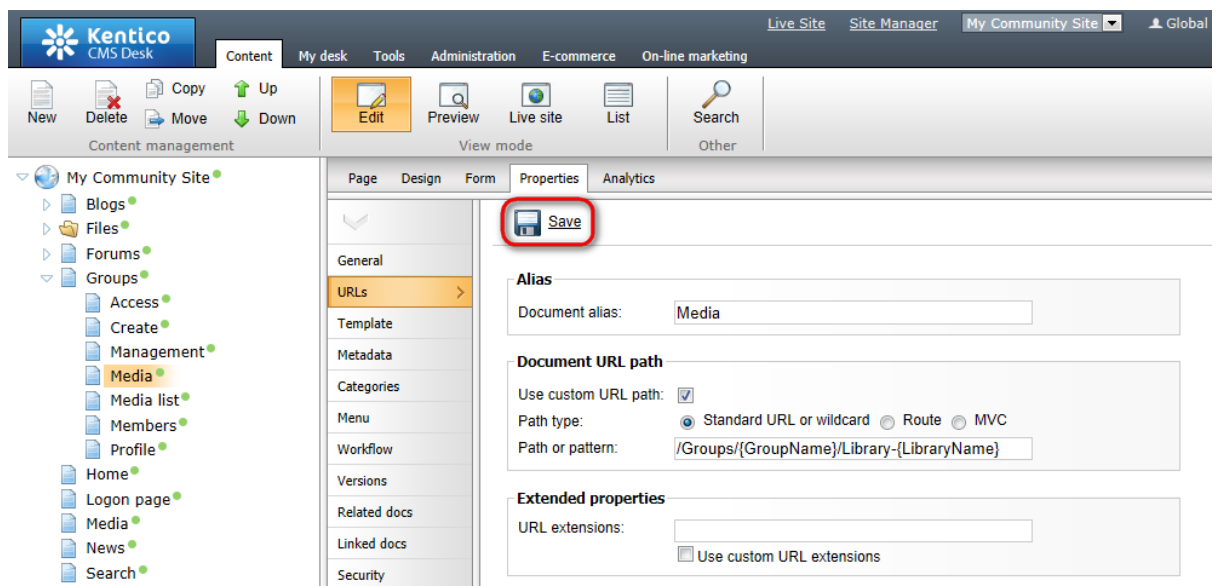 Live Site Site Manager My Community Site Global
Kentico
CMS Desk
Content My desk Tools Administration E-commerce On-line marketing
New Delete Copy Move Up Down
Content management
Edit Preview Live site List
View mode
Search
Other
My Community Site
Blogs
Files
Forums
Groups
Access
Create
Management
Media
Media list
Members
Profile
Home
Logon page
Media
News
Search
Page Design Form Properties Analytics
General
URLs
Template
Metadata
Categories
Menu
Workflow
Versions
Related docs
Linked docs
Security
Save
Alias
Document alias: Media
Document URL path
Use custom URL path:
Path type: Standard URL or wildcard Route MVC
Path or pattern: /Groups/{GroupName}/Library-{LibraryName}
Extended properties
URL extensions:
Use custom URL extensions